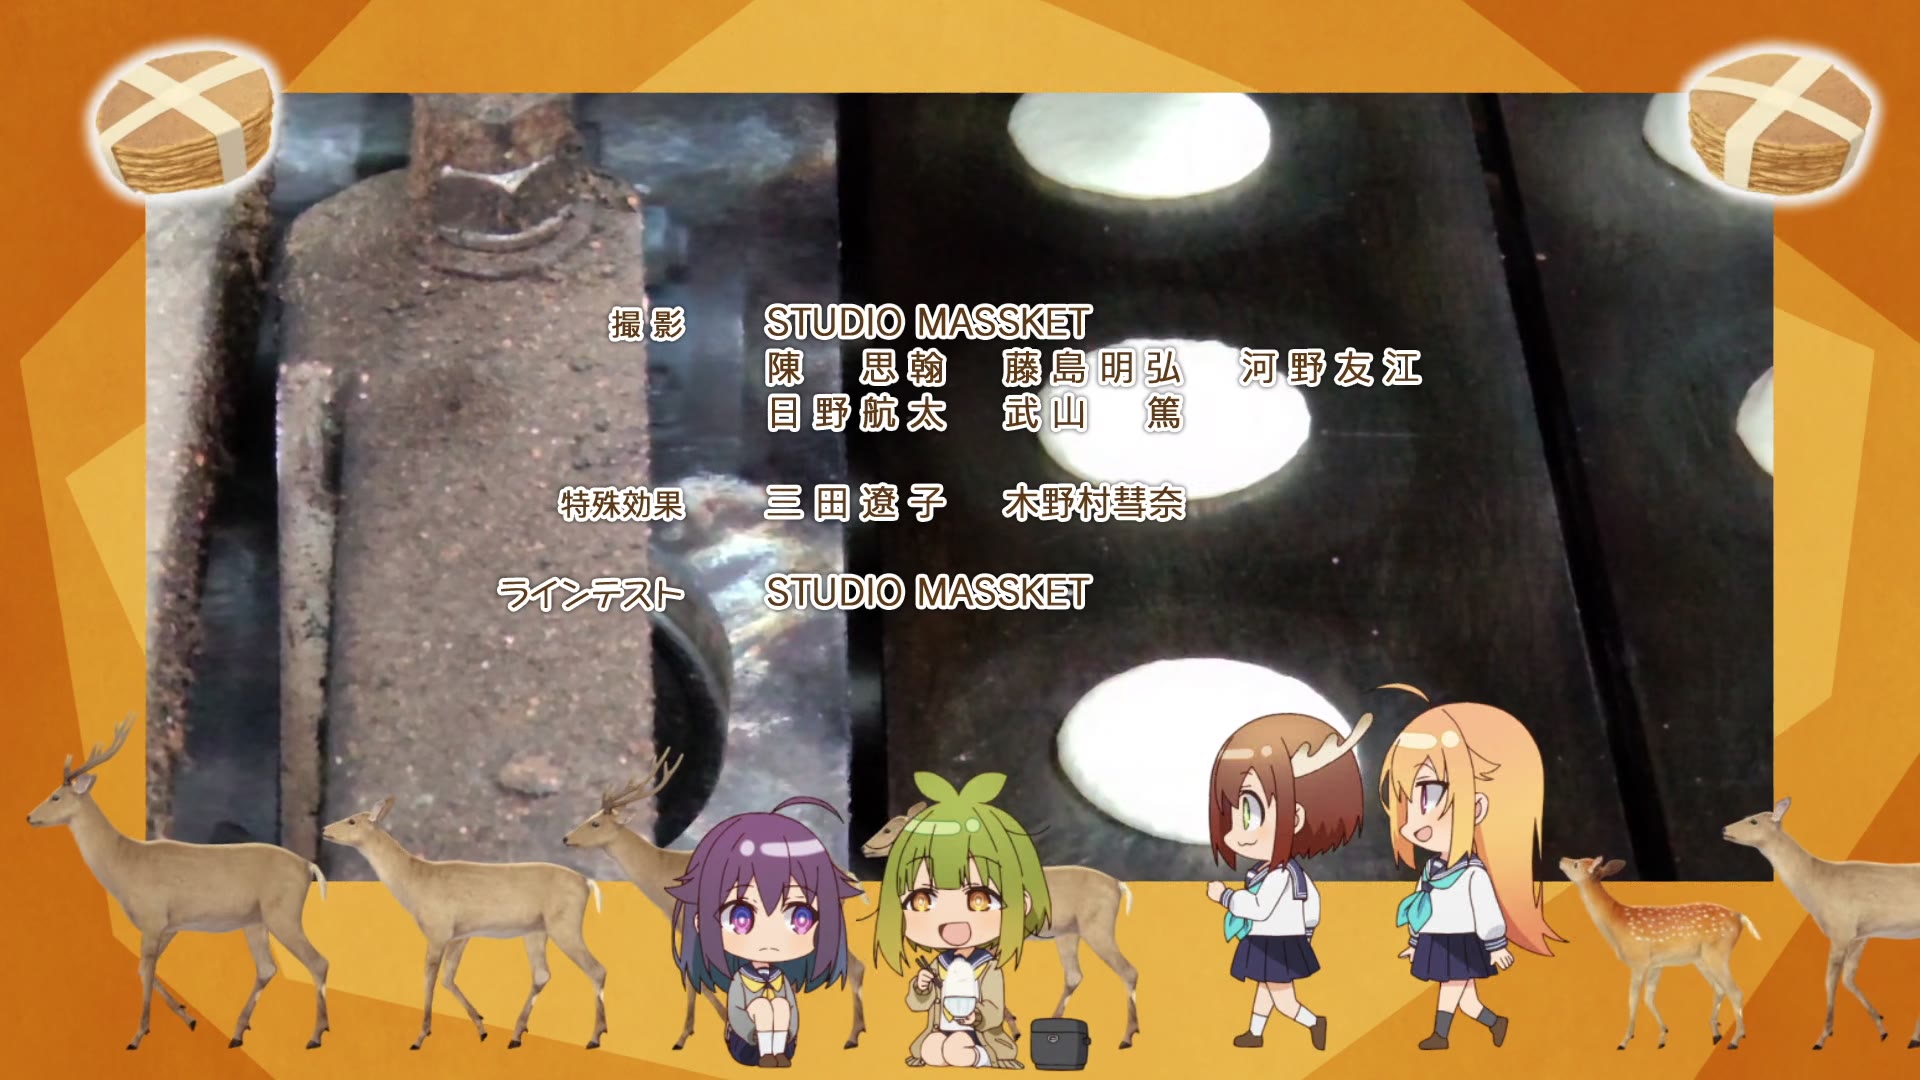 撮影 STUDIO MASSKET
陳 思翰 藤島明弘 河野友江
日野航太 武山 篤
特殊効果 三田遼子 木野村彗奈
ラインテスト STUDIO MASSKET